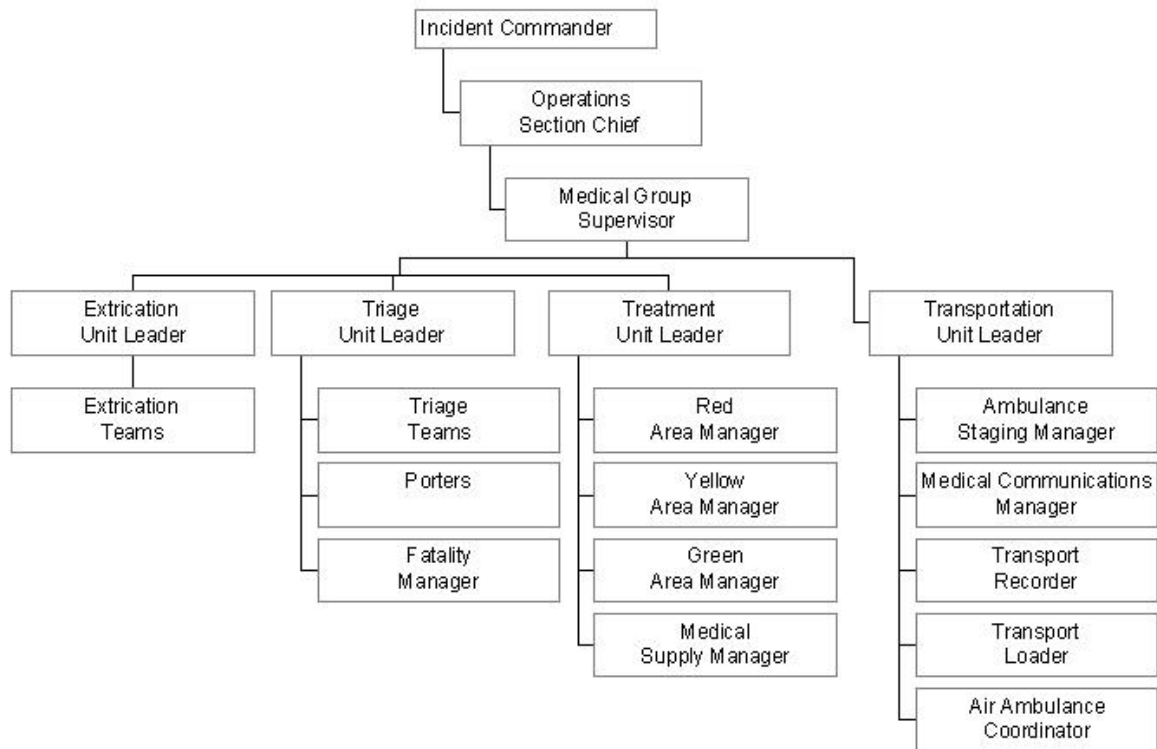 Incident Commander
Operations
Section Chief
Medical Group
Supervisor
Extrication
Unit Leader
Triage
Unit Leader
Treatment
Unit Leader
Transportation
Unit Leader
Extrication
Teams
Triage
Teams
Porters
Fatality
Manager
Red
Area Manager
Yellow
Area Manager
Green
Area Manager
Medical
Supply Manager
Ambulance
Staging Manager
Medical Communications
Manager
Transport
Recorder
Transport
Loader
Air Ambulance
Coordinator